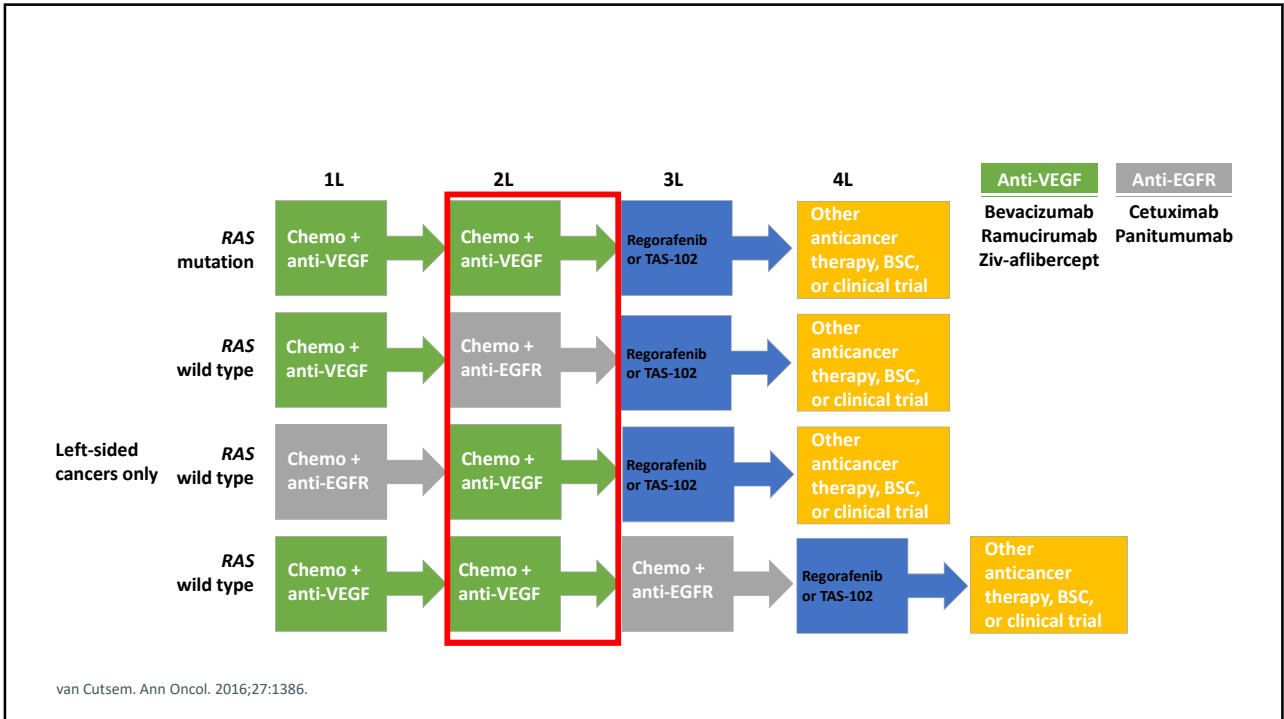 1L 2L 3L 4L
Anti-VEGF Anti-EGFR
Bevacizumab Cetuximab
Ramucirumab Panitumumab
Ziv-aflibercept
RAS
mutation
Chemo +
anti-VEGF
Chemo +
anti-VEGF
Regorafenib
or TAS-102
Other
anticancer
therapy, BSC,
or clinical trial
RAS
wild type
Chemo +
anti-VEGF
Chemo +
anti-EGFR
Regorafenib
or TAS-102
Other
anticancer
therapy, BSC,
or clinical trial
Left-sided
cancers only
RAS
wild type
Chemo +
anti-EGFR
Chemo +
anti-VEGF
Regorafenib
or TAS-102
Other
anticancer
therapy, BSC,
or clinical trial
RAS
wild type
Chemo +
anti-VEGF
Chemo +
anti-VEGF
Chemo +
anti-EGFR
Regorafenib
or TAS-102
Other
anticancer
therapy, BSC,
or clinical trial
van Cutsem. Ann Oncol. 2016;27:1386.